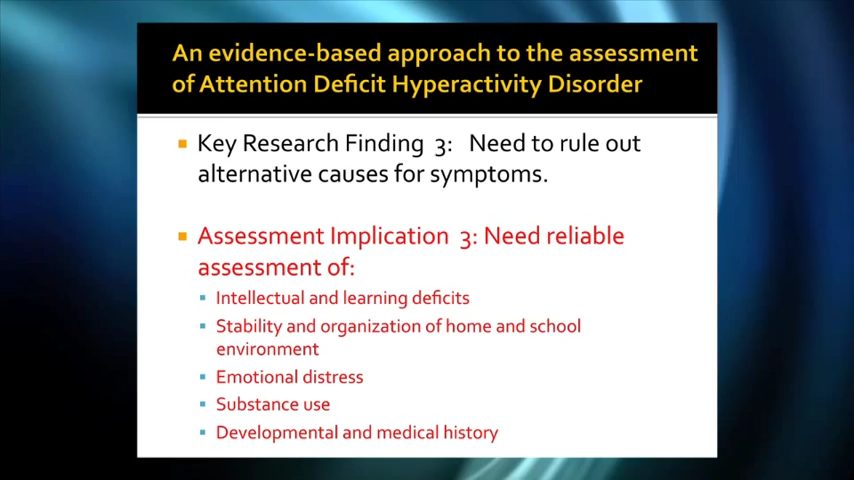 An evidence-based approach to the assessment
of Attention Deficit Hyperactivity Disorder
Key Research Finding 3: Need to rule out
alternative causes for symptoms.
Assessment Implication 3: Need reliable
assessment of:
Intellectual and learning deficits
Stability and organization of home and school
environment
Emotional distress
Substance use
Developmental and medical history